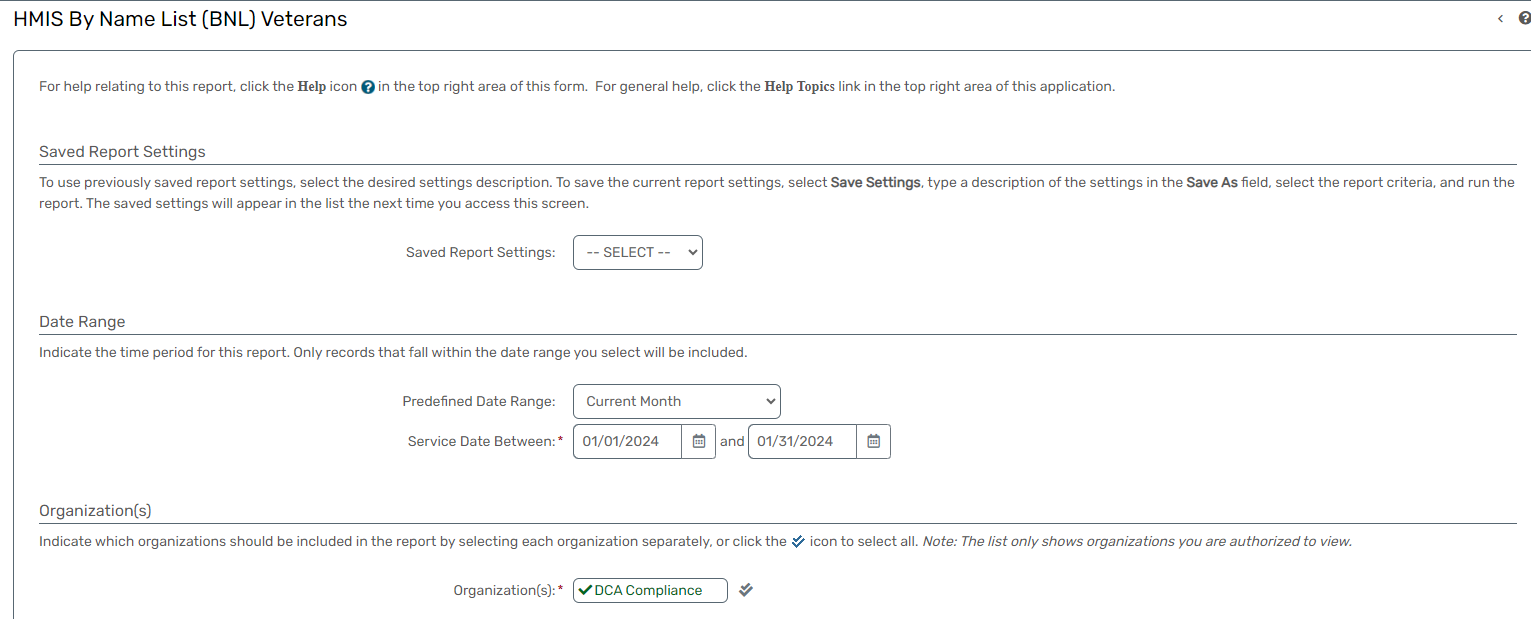 HMIS By Name List (BNL) Veterans
For help relating to this report, click the Help icon ? in the top right area of this form. For general help, click the Help Topics link in the top right area of this application.
Saved Report Settings
To use previously saved report settings, select the desired settings description. To save the current report settings, select Save Settings, type a description of the settings in the Save As field, select the report criteria, and run the
report. The saved settings will appear in the list the next time you access this screen.
Saved Report Settings: -- SELECT --
Date Range
Indicate the time period for this report. Only records that fall within the date range you select will be included.
Predefined Date Range: Current Month
Service Date Between:* 01/01/2024 and 01/31/2024
Organization(s)
Indicate which organizations should be included in the report by selecting each organization separately, or click the icon to select all. Note: The list only shows organizations you are authorized to view.
Organization(s):* DCA Compliance